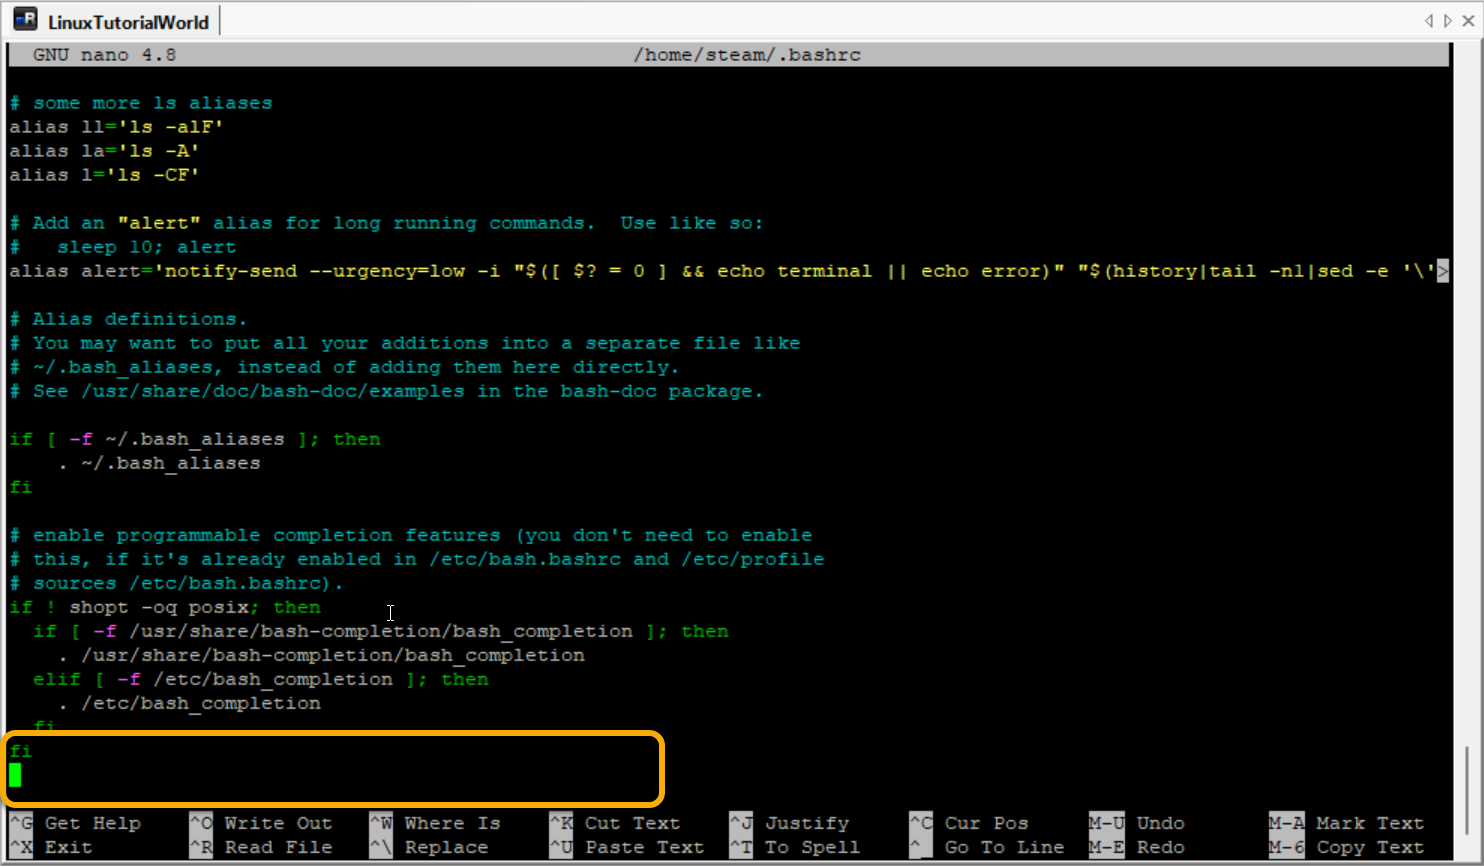 LinuxTutorialWorld
GNU nano 4.8 /home/steam/.bashrc
# some more ls aliases
alias ll='ls -alF'
alias la='ls -A'
alias l='ls -CF'
# Add an "alert" alias for long running commands.  Use like so:
#   sleep 10; alert
alias alert='notify-send --urgency=low -i "$([ $? = 0 ] && echo terminal || echo error)" "$(history|tail -n1|sed -e '\'>
# Alias definitions.
# You may want to put all your additions into a separate file like
# ~/.bash_aliases, instead of adding them here directly.
# See /usr/share/doc/bash-doc/examples in the bash-doc package.
if [ -f ~/.bash_aliases ]; then
    . ~/.bash_aliases
fi
# enable programmable completion features (you don't need to enable
# this, if it's already enabled in /etc/bash.bashrc and /etc/profile
# sources /etc/bash.bashrc).
if ! shopt -oq posix; then
  if [ -f /usr/share/bash-completion/bash_completion ]; then
    . /usr/share/bash-completion/bash_completion
  elif [ -f /etc/bash_completion ]; then
    . /etc/bash_completion
  fi
fi
^G Get Help ^O Write Out ^W Where Is ^K Cut Text ^J Justify ^C Cur Pos M-U Undo M-A Mark Text
^X Exit ^R Read File ^\ Replace ^U Paste Text ^T To Spell ^_ Go To Line M-E Redo M-6 Copy Text